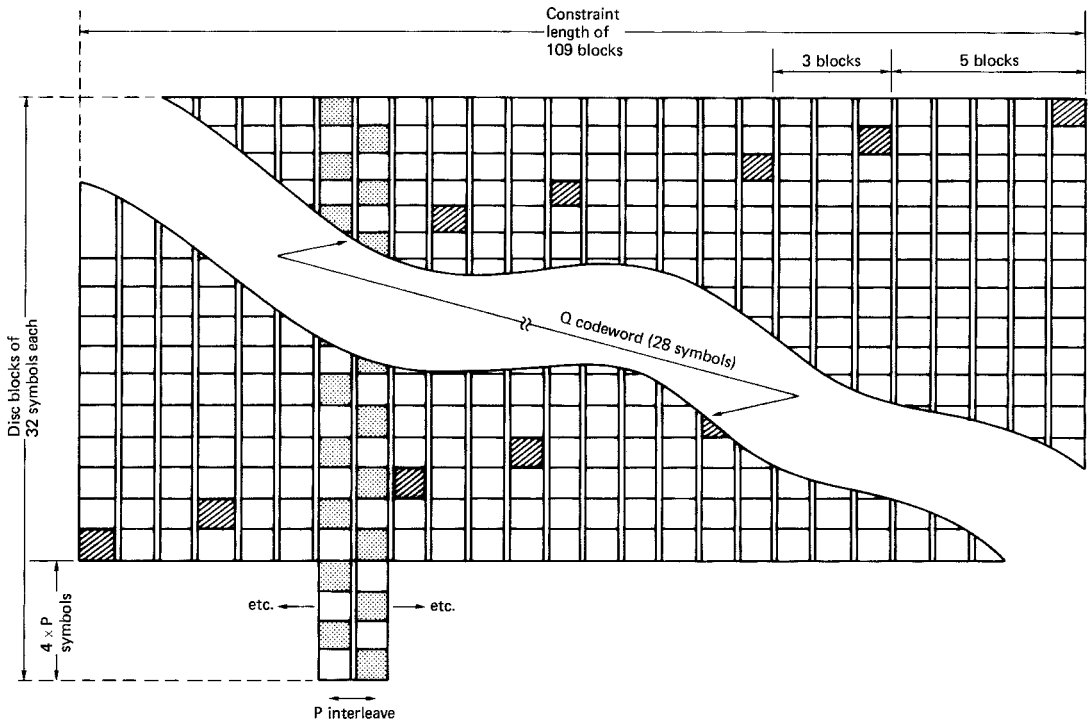 Constraint
length of
109 blocks
3 blocks
5 blocks
Disc blocks of
32 symbols each
Q codeword (28 symbols)
4 × P
symbols
etc.
etc.
P interleave